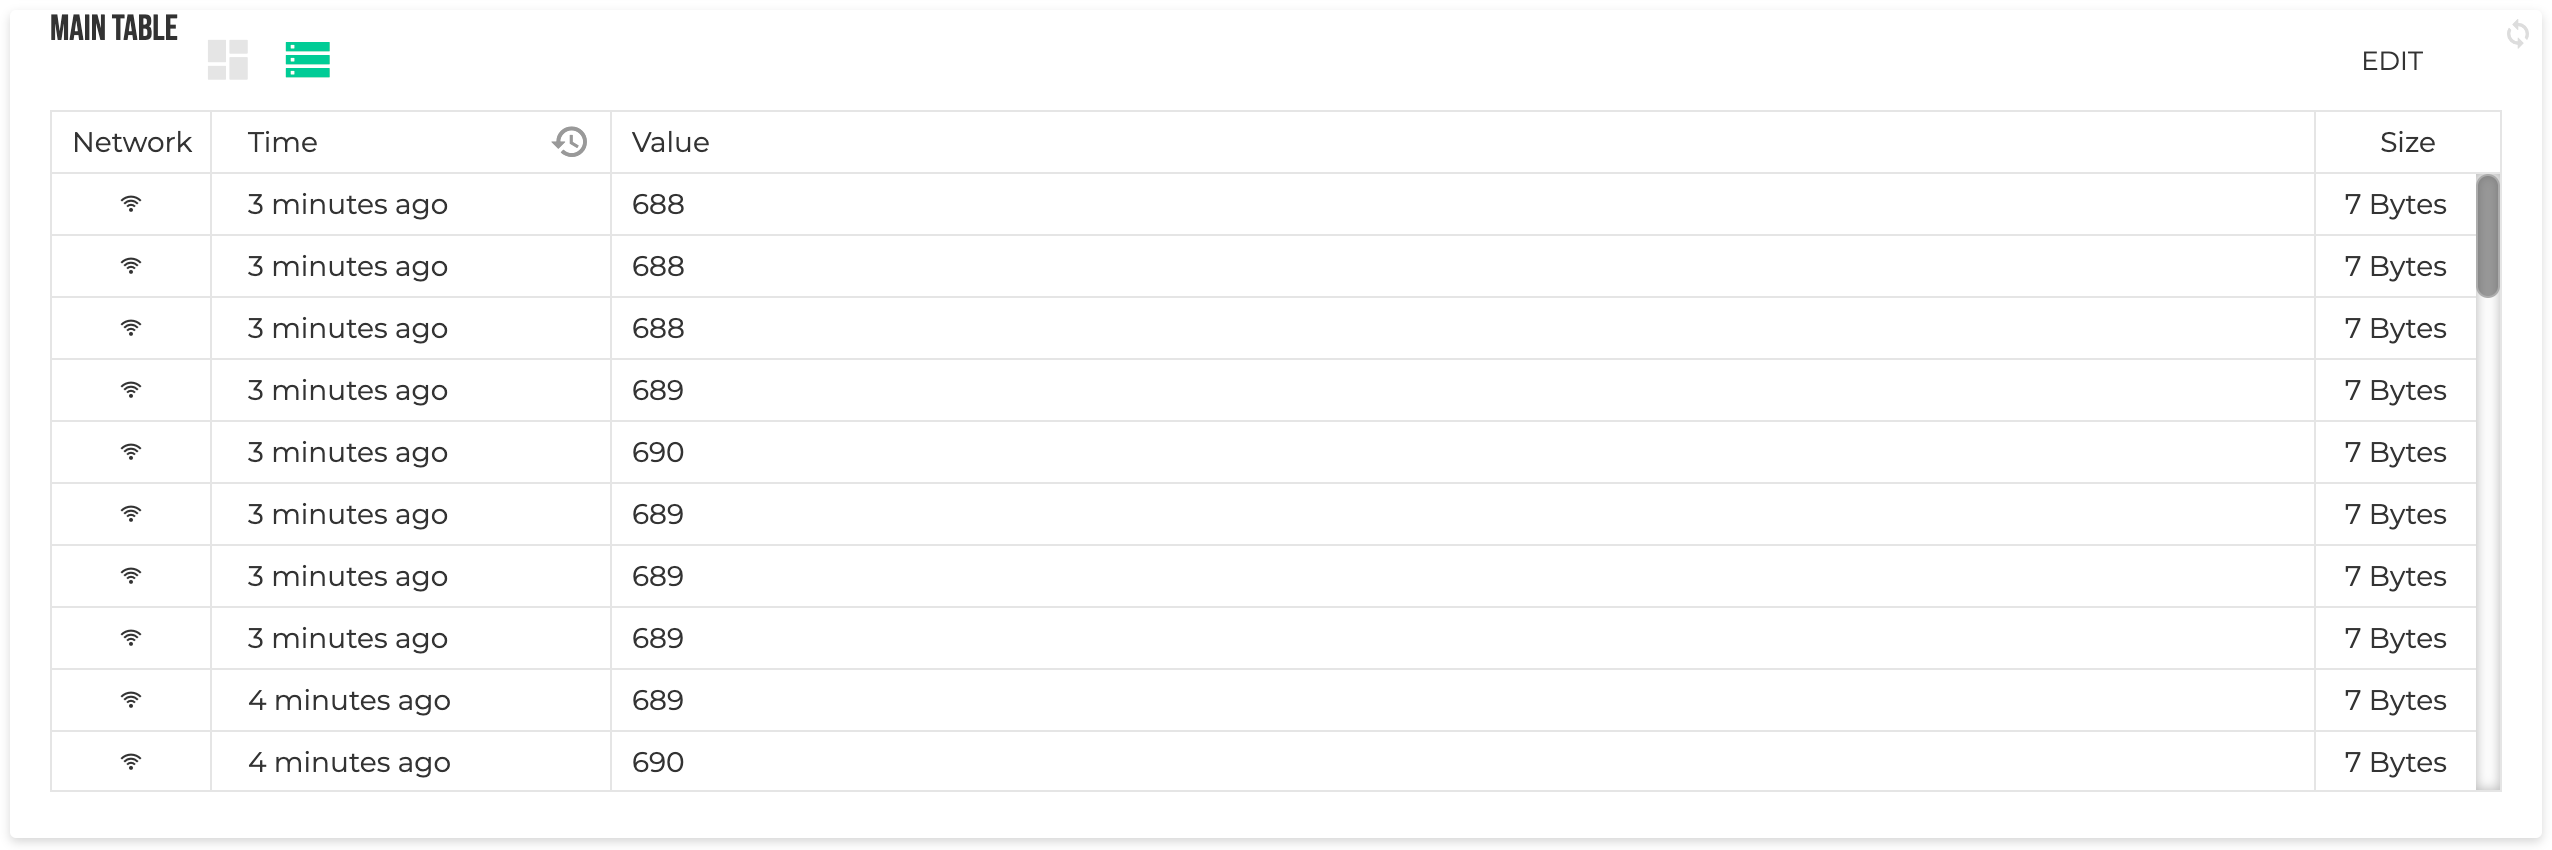 MAIN TABLE
EDIT
Network Time Value Size
3 minutes ago 688 7 Bytes
3 minutes ago 688 7 Bytes
3 minutes ago 688 7 Bytes
3 minutes ago 689 7 Bytes
3 minutes ago 690 7 Bytes
3 minutes ago 689 7 Bytes
3 minutes ago 689 7 Bytes
3 minutes ago 689 7 Bytes
4 minutes ago 689 7 Bytes
4 minutes ago 690 7 Bytes